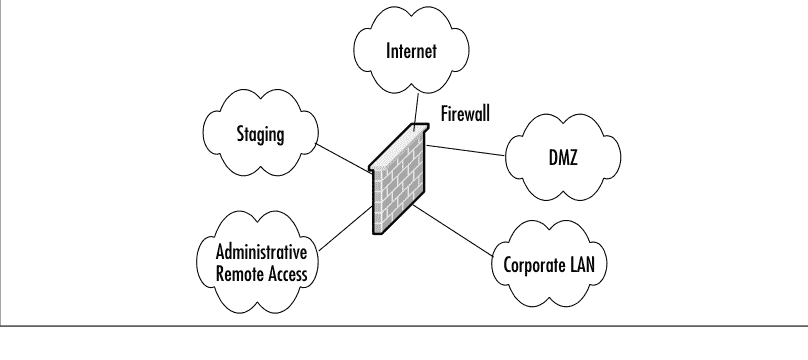 Internet
Firewall
Staging
DMZ
Administrative
Remote Access
Corporate LAN